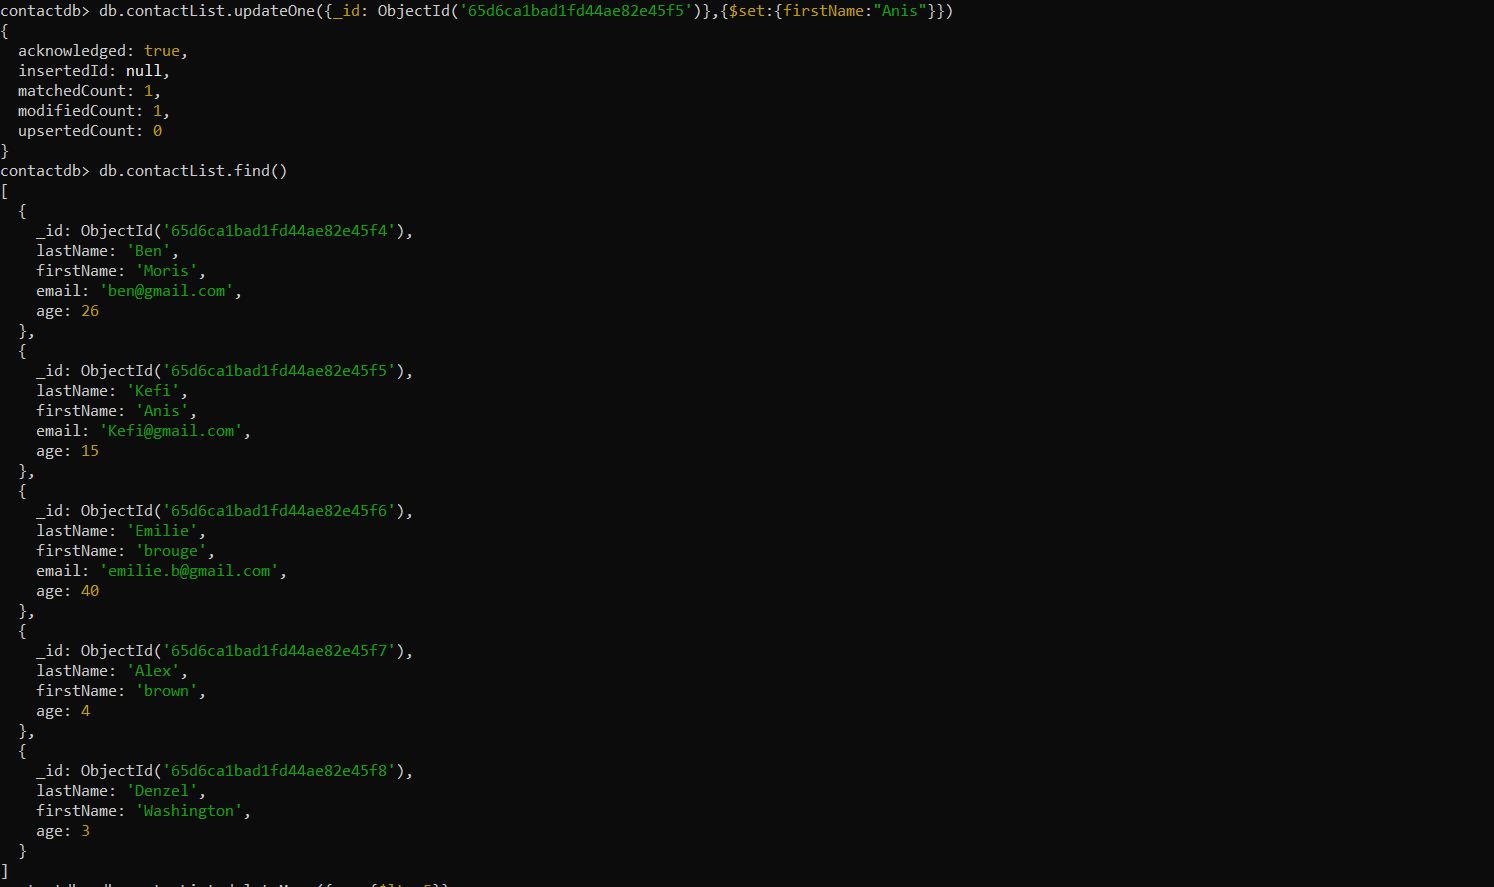 contactdb> db.contactList.updateOne({_id: ObjectId('65d6ca1bad1fd44ae82e45f5')},{$set:{firstName:"Anis"}})
{
  acknowledged: true,
  insertedId: null,
  matchedCount: 1,
  modifiedCount: 1,
  upsertedCount: 0
}
contactdb> db.contactList.find()
[
  {
    _id: ObjectId('65d6ca1bad1fd44ae82e45f4'),
    lastName: 'Ben',
    firstName: 'Moris',
    email: 'ben@gmail.com',
    age: 26
  },
  {
    _id: ObjectId('65d6ca1bad1fd44ae82e45f5'),
    lastName: 'Kefi',
    firstName: 'Anis',
    email: 'Kefi@gmail.com',
    age: 15
  },
  {
    _id: ObjectId('65d6ca1bad1fd44ae82e45f6'),
    lastName: 'Emilie',
    firstName: 'brouge',
    email: 'emilie.b@gmail.com',
    age: 40
  },
  {
    _id: ObjectId('65d6ca1bad1fd44ae82e45f7'),
    lastName: 'Alex',
    firstName: 'brown',
    age: 4
  },
  {
    _id: ObjectId('65d6ca1bad1fd44ae82e45f8'),
    lastName: 'Denzel',
    firstName: 'Washington',
    age: 3
  }
]